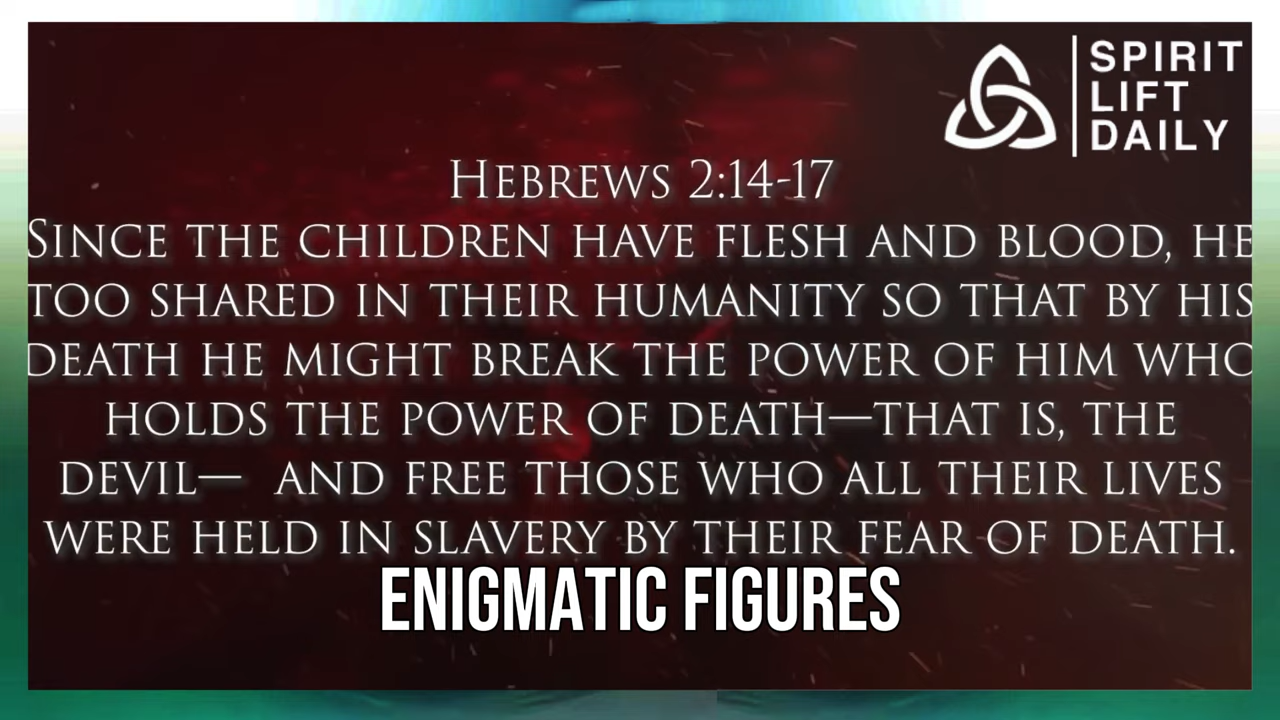 SPIRIT
LIFT
DAILY
HEBREWS 2:14-17
SINCE THE CHILDREN HAVE FLESH AND BLOOD, HE
TOO SHARED IN THEIR HUMANITY SO THAT BY HIS
DEATH HE MIGHT BREAK THE POWER OF HIM WHO
HOLDS THE POWER OF DEATH—THAT IS, THE
DEVIL— AND FREE THOSE WHO ALL THEIR LIVES
WERE HELD IN SLAVERY BY THEIR FEAR OF DEATH.
ENIGMATIC FIGURES